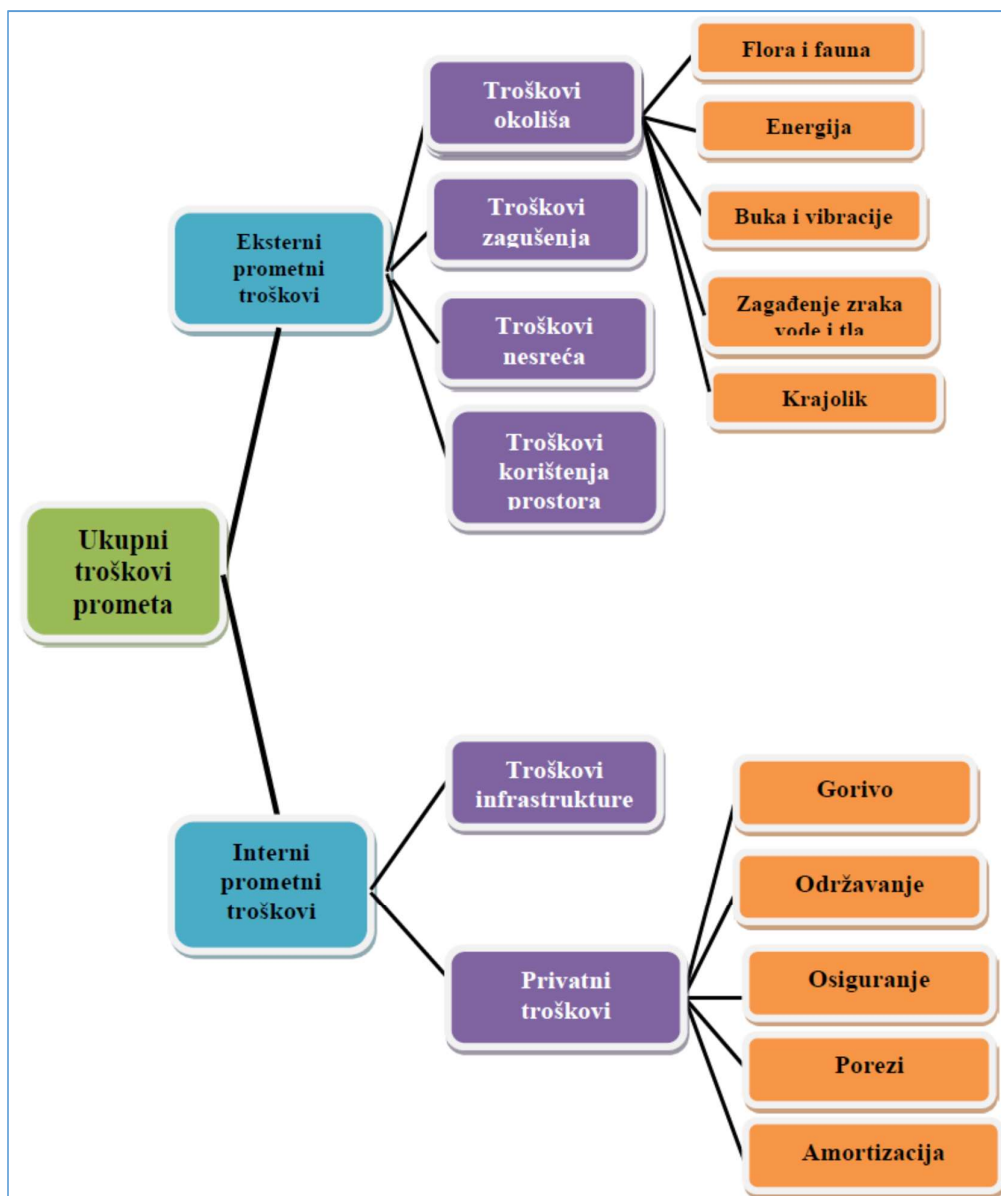 Ukupni
troškovi
prometa
Eksterni
prometni
troškovi
Troškovi
okoliša
Flora i fauna
Energija
Buka i vibracije
Zagađenje zraka
vode i tla
Krajolik
Troškovi
zagušenja
Troškovi
nesreća
Troškovi
korištenja
prostora
Interni
prometni
troškovi
Troškovi
infrastrukture
Privatni
troškovi
Gorivo
Održavanje
Osiguranje
Porezi
Amortizacija